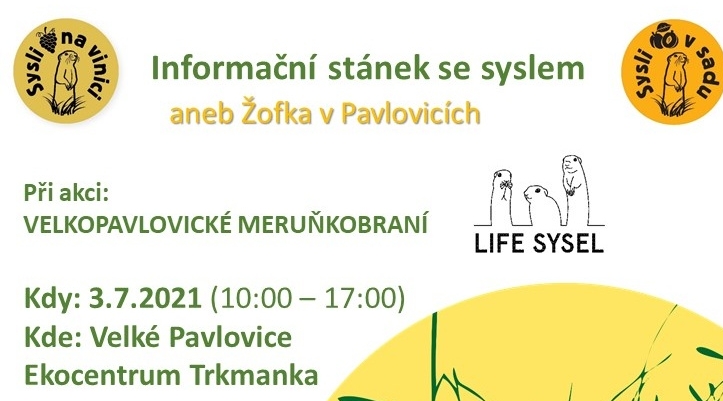 Sysli na vinici
Informační stánek se syslem
Sysli v sadu
aneb Žofka v Pavlovicích
Při akci:
VELKOPAVLOVICKÉ MERUŇKOBRANÍ
LIFE SYSEL
Kdy: 3.7.2021 (10:00 – 17:00)
Kde: Velké Pavlovice
Ekocentrum Trkmanka